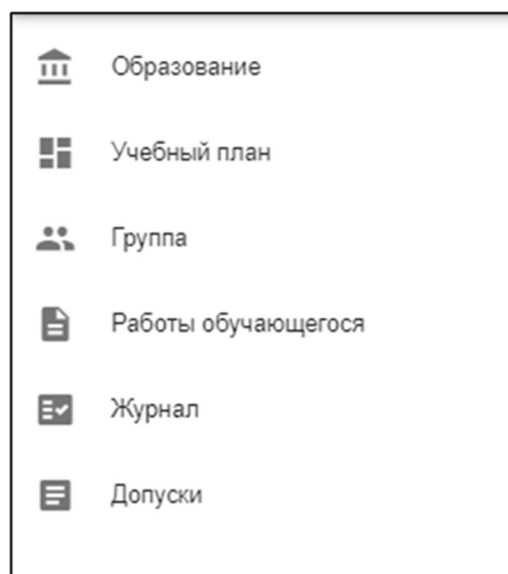 Образование
Учебный план
Группа
Работы обучающегося
Журнал
Допуски